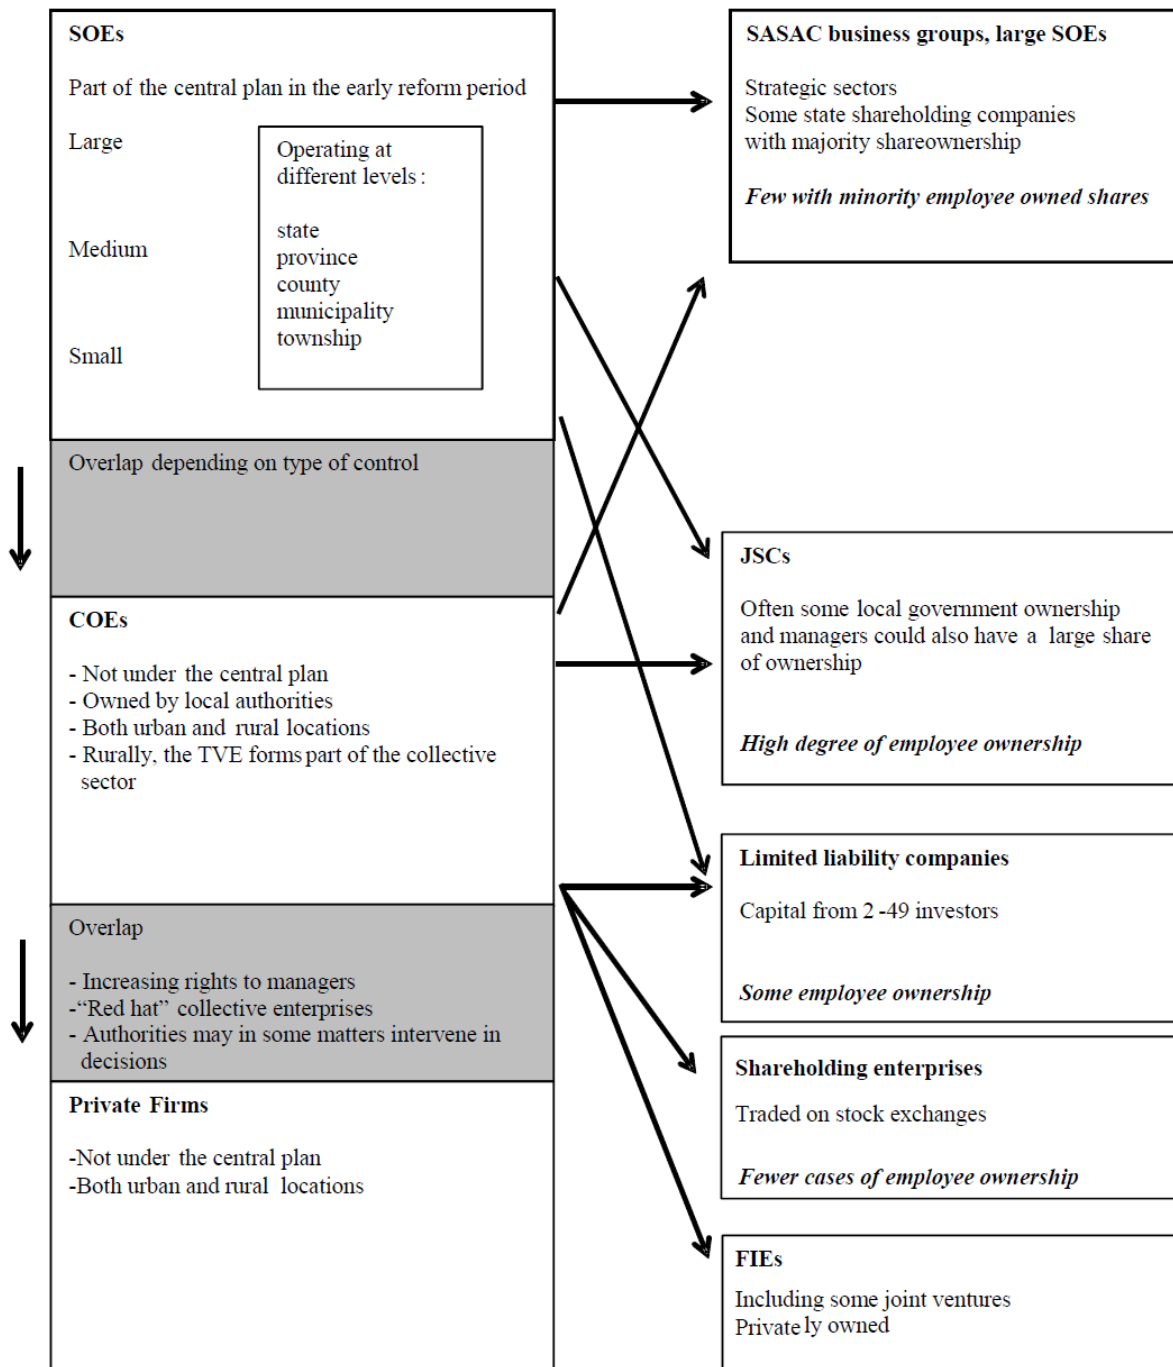 SOEs
Part of the central plan in the early reform period
Large
Medium
Small
Operating at
different levels :
state
province
county
municipality
township
Overlap depending on type of control
COEs
- Not under the central plan
- Owned by local authorities
- Both urban and rural locations
- Rurally, the TVE forms part of the collective
sector
Overlap
- Increasing rights to managers
-“Red hat” collective enterprises
- Authorities may in some matters intervene in
decisions
Private Firms
-Not under the central plan
-Both urban and rural locations
SASAC business groups, large SOEs
Strategic sectors
Some state shareholding companies
with majority shareownership
Few with minority employee owned shares
JSCs
Often some local government ownership
and managers could also have a large share
of ownership
High degree of employee ownership
Limited liability companies
Capital from 2 -49 investors
Some employee ownership
Shareholding enterprises
Traded on stock exchanges
Fewer cases of employee ownership
FIEs
Including some joint ventures
Private ly owned